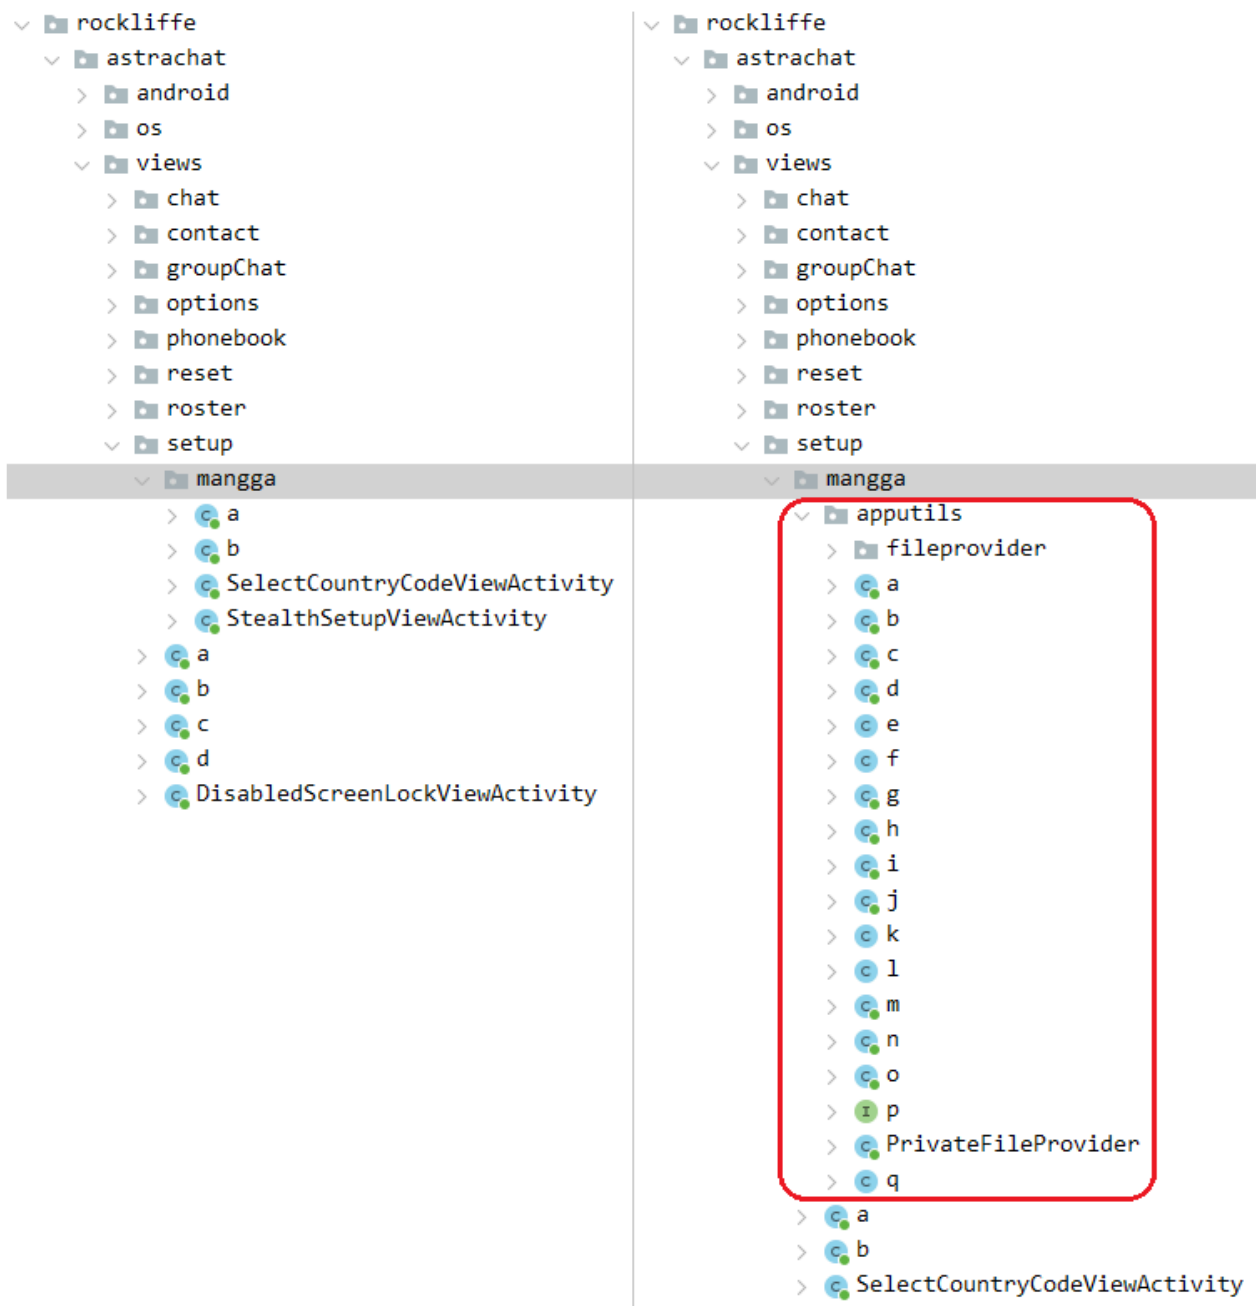 rockliffe
astrachat
android
os
views
chat
contact
groupChat
options
phonebook
reset
roster
setup
mangga
a
b
SelectCountryCodeViewActivity
StealthSetupViewActivity
a
b
c
d
DisabledScreenLockViewActivity
rockliffe
astrachat
android
os
views
chat
contact
groupChat
options
phonebook
reset
roster
setup
mangga
apputils
fileprovider
a
b
c
d
e
f
g
h
i
j
k
l
m
n
o
p
PrivateFileProvider
q
a
b
SelectCountryCodeViewActivity